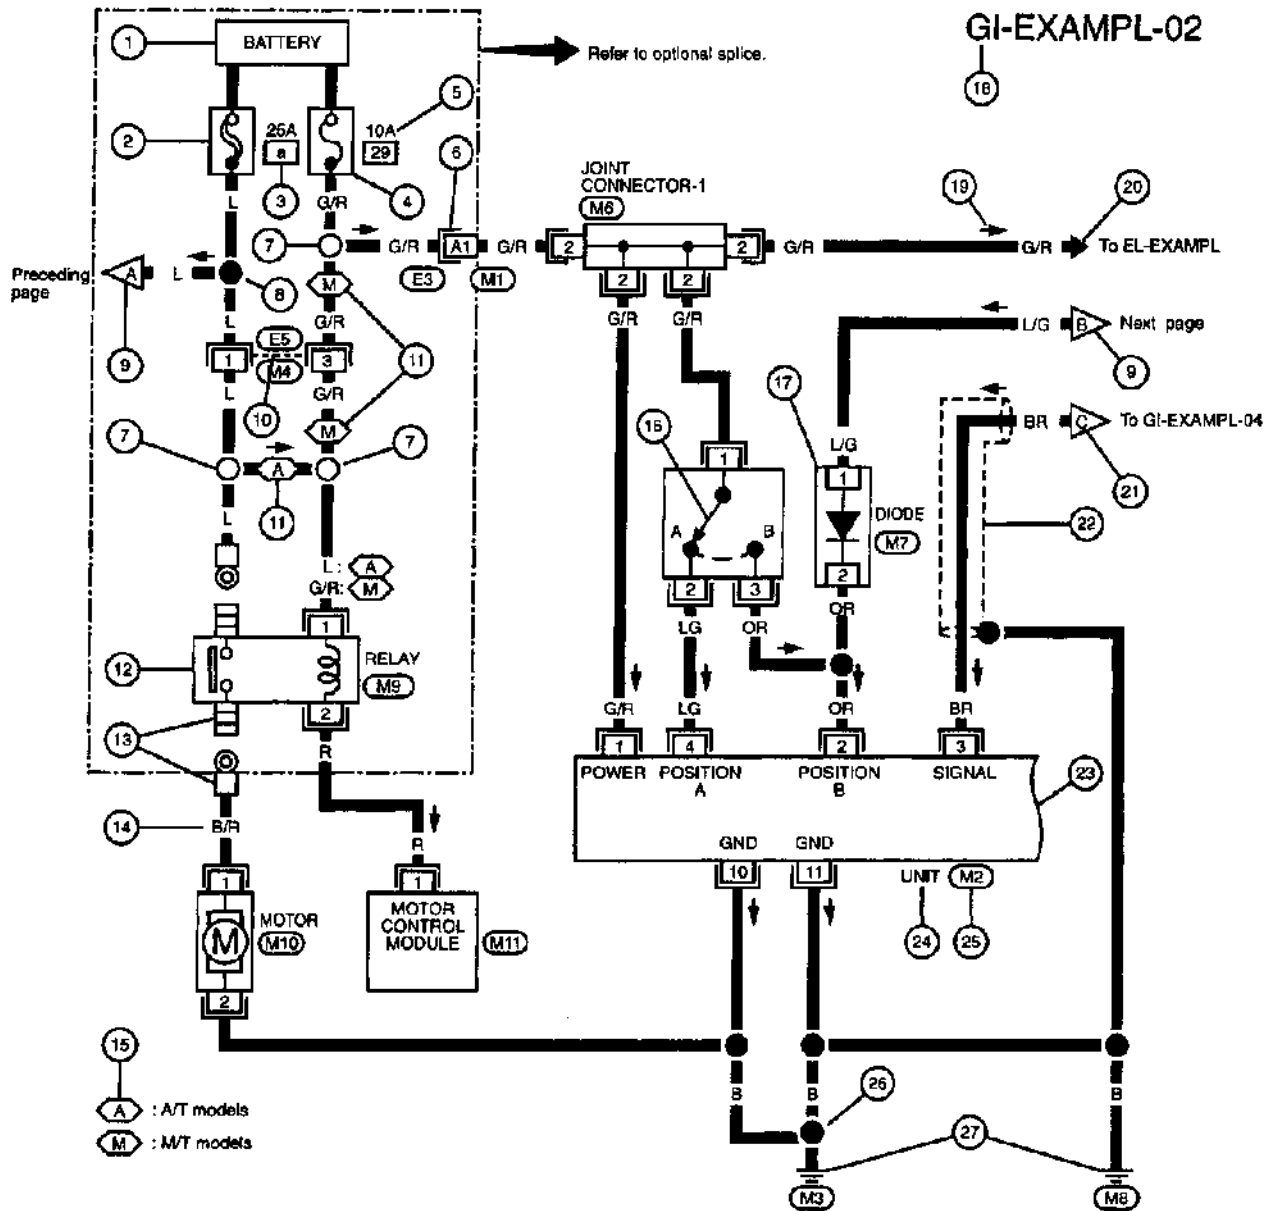 GI-EXAMPL-02
18
1
BATTERY
Refer to optional splice.
2
25A
a
3
5
10A
29
4
6
L
G/R
JOINT
CONNECTOR-1
M6
19
20
7
G/R
A1
G/R
2
2
G/R
G/R
To EL-EXAMPL
E3
M1
2
2
Preceding
page
A
L
8
M
G/R
G/R
L/G
B
Next page
L
G/R
9
1
E5
M4
3
11
17
9
L
10
G/R
16
BR
C
To GI-EXAMPL-04
M
7
A
7
1
L/G
1
21
11
22
L
A
B
DIODE
M7
L :
A
2
3
2
G/R:
M
OR
1
LG
OR
12
RELAY
M9
2
13
R
G/R
LG
OR
BR
1
4
2
3
POWER
POSITION
A
POSITION
B
SIGNAL
23
14
B/R
R
GND
GND
1
1
10
11
UNIT
M2
MOTOR
M10
M
MOTOR
CONTROL
MODULE
M11
24
25
2
15
26
B
B
B
A
: A/T models
M
: M/T models
27
M3
M8